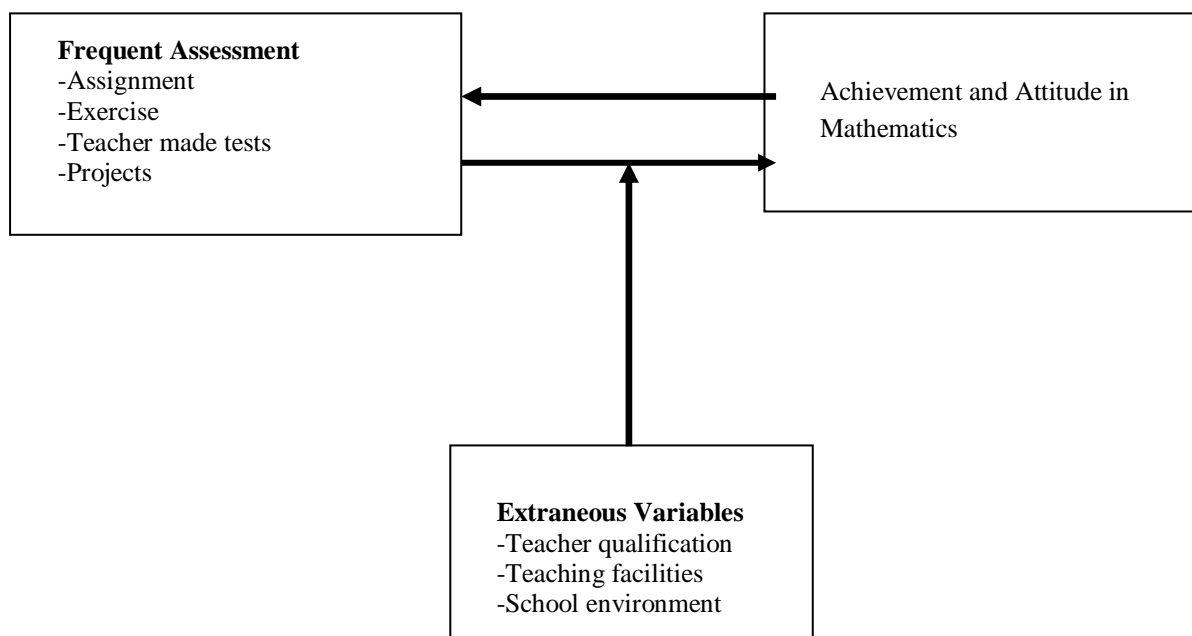 Frequent Assessment
-Assignment
-Exercise
-Teacher made tests
-Projects
Achievement and Attitude in
Mathematics
Extraneous Variables
-Teacher qualification
-Teaching facilities
-School environment